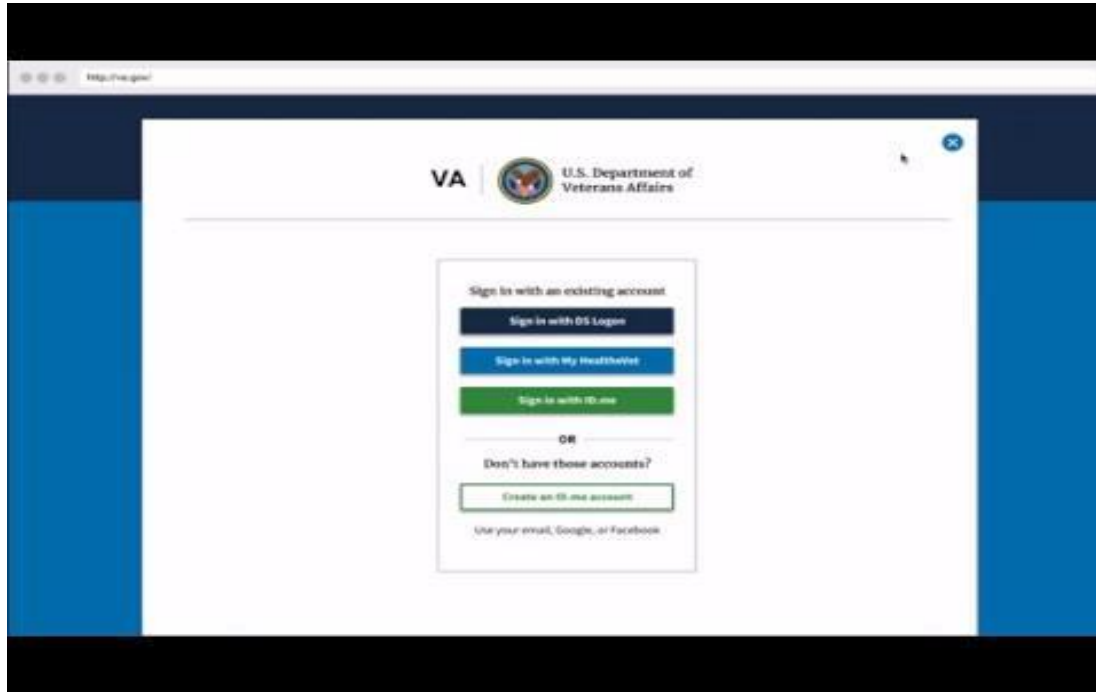 http://va.gov/
VA
U.S. Department of
Veterans Affairs
Sign in with an existing account
Sign in with DS Logon
Sign in with My HealtheVet
Sign in with ID.me
OR
Don't have those accounts?
Create an ID.me account
Use your email, Google, or Facebook